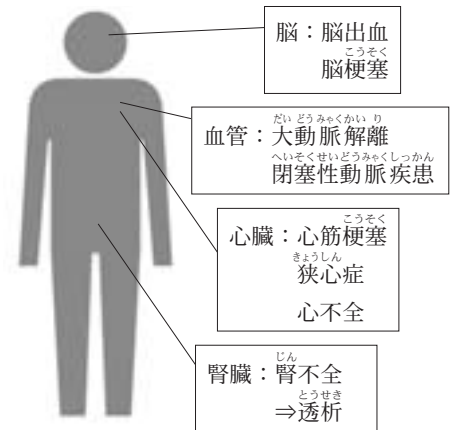 脳：脳出血
こうそく
脳梗塞
だいどうみゃくかいり
血管：大動脈解離
へいそくせいどうみゃくしっかん
閉塞性動脈疾患
こうそく
心臓：心筋梗塞
きょうしん
狭心症
心不全
じん
腎臓：腎不全
とうせき
⇒透析